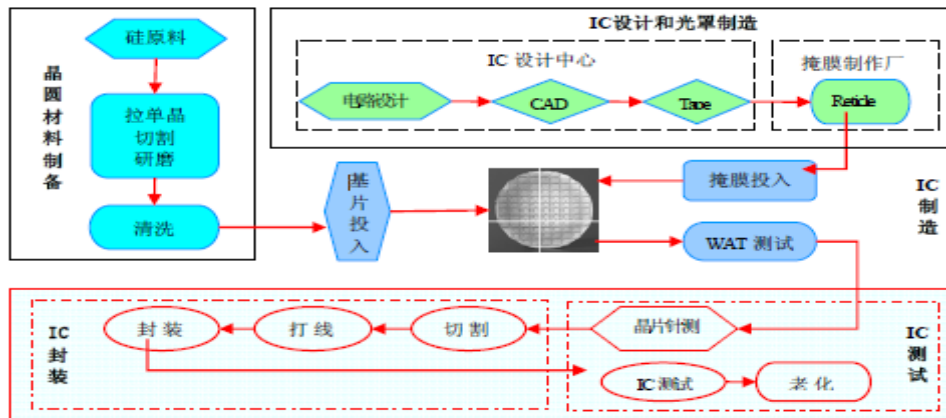 IC设计和光罩制造
硅原料
IC 设计中心
掩膜制作厂
晶圆材料制备
电路设计
CAD
Tape
Reticle
拉单晶
切割
研磨
基片投入
掩膜投入
IC制造
清洗
WAT 测试
IC封装
封 装
打 线
切 割
晶片针测
IC测试
IC 测试
老 化